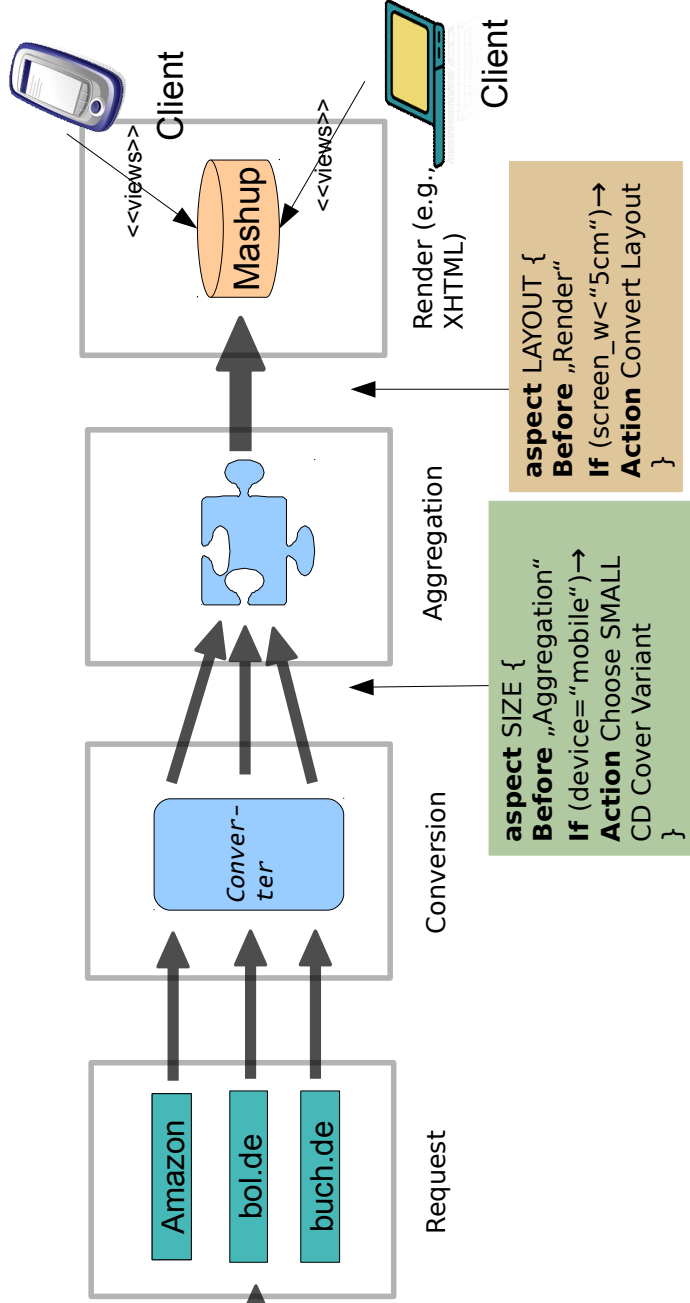 Amazon
bol.de
buch.de
Request
Conver-
ter
Conversion
Aggregation
Mashup
<<views>>
<<views>>
Client
Client
Render (e.g.,
XHTML)
aspect SIZE {
Before „Aggregation“
If (device=“mobile“)→
Action Choose SMALL
CD Cover Variant
}
aspect LAYOUT {
Before „Render“
If (screen_w<“5cm“)→
Action Convert Layout
}